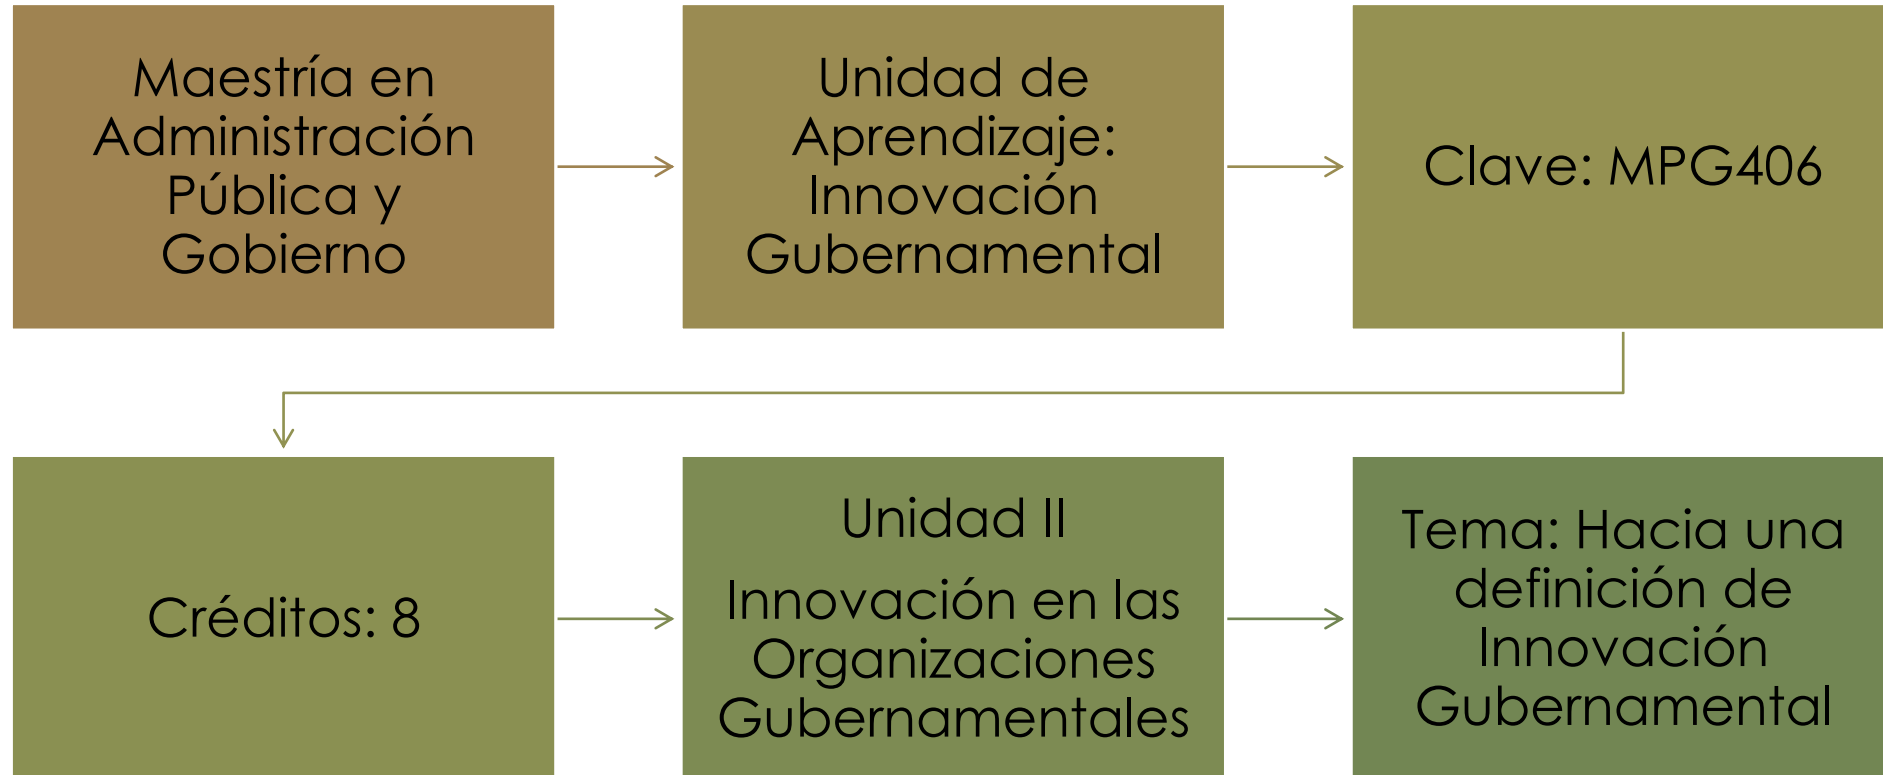 Maestría en
Administración
Pública y
Gobierno
Unidad de
Aprendizaje:
Innovación
Gubernamental
Clave: MPG406
Créditos: 8
Unidad II
Innovación en las
Organizaciones
Gubernamentales
Tema: Hacia una
definición de
Innovación
Gubernamental